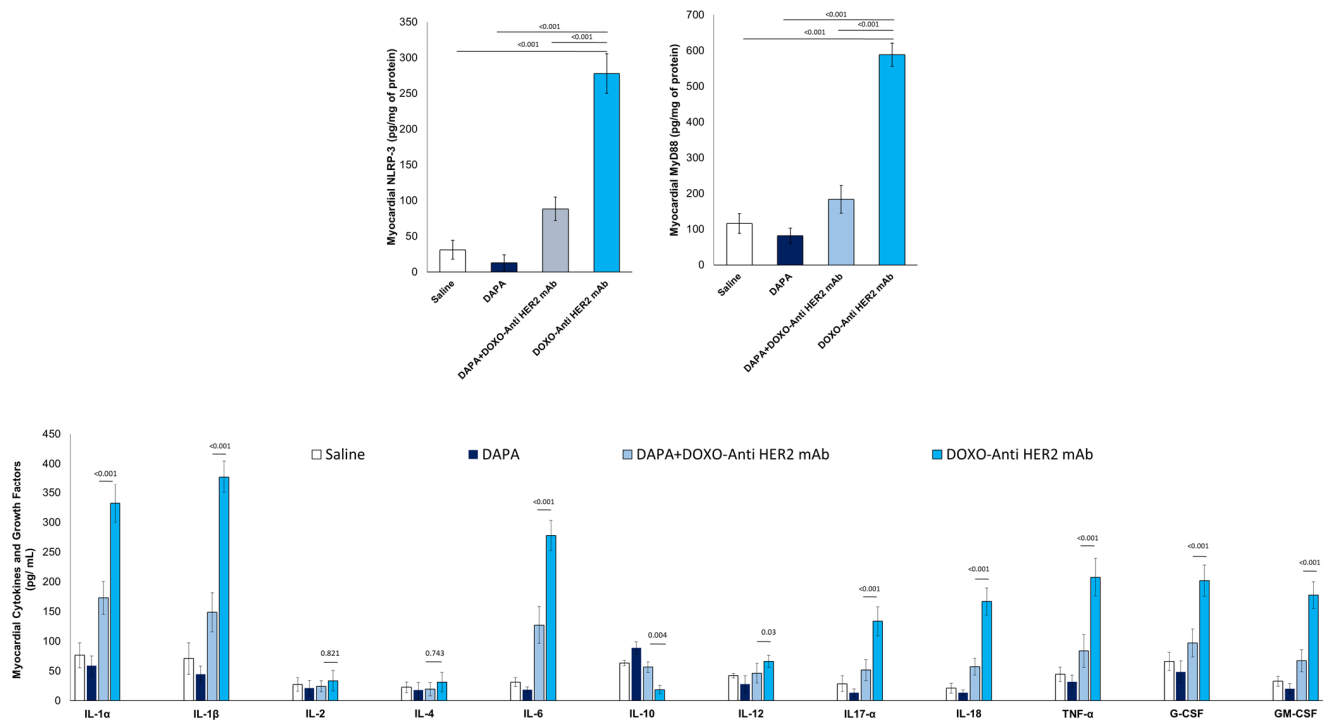 Myocardial NLRP-3 (pg/mg of protein)
350
300
250
200
150
100
50
0
<0.001
<0.001
<0.001
Saline
DAPA
DAPA+DOXO-Anti HER2 mAb
DOXO-Anti HER2 mAb
Myocardial MyD88 (pg/mg of protein)
700
600
500
400
300
200
100
0
<0.001
<0.001
<0.001
Saline
DAPA
DAPA+DOXO-Anti HER2 mAb
DOXO-Anti HER2 mAb
Myocardial Cytokines and Growth Factors
(pg/ mL)
450
400
350
300
250
200
150
100
50
0
Saline
DAPA
DAPA+DOXO-Anti HER2 mAb
DOXO-Anti HER2 mAb
<0.001
<0.001
0.821
0.743
<0.001
0.004
0.03
<0.001
<0.001
<0.001
<0.001
<0.001
IL-1α
IL-1β
IL-2
IL-4
IL-6
IL-10
IL-12
IL17-α
IL-18
TNF-α
G-CSF
GM-CSF